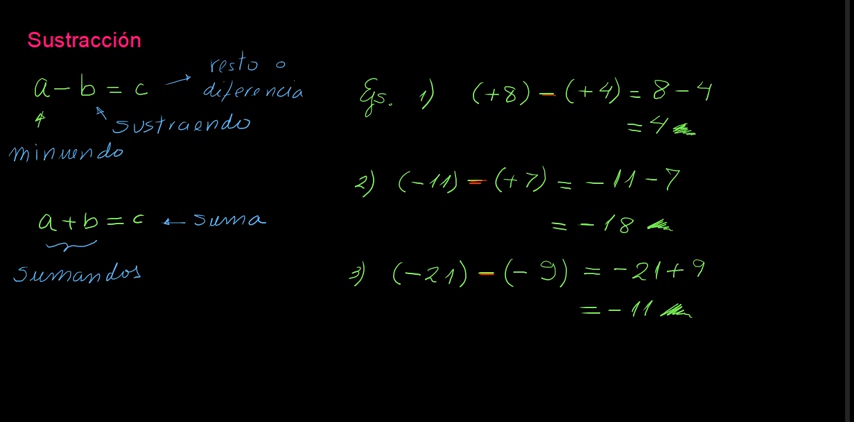 Sustracción
a - b = c → resto o
diferencia
sustraendo
minuendo
a + b = c ← suma
sumandos
Ejs. 1) (+8) - (+4) = 8 - 4
= 4
2) (-11) - (+7) = -11 - 7
= -18
3) (-21) - (-9) = -21 + 9
= -11